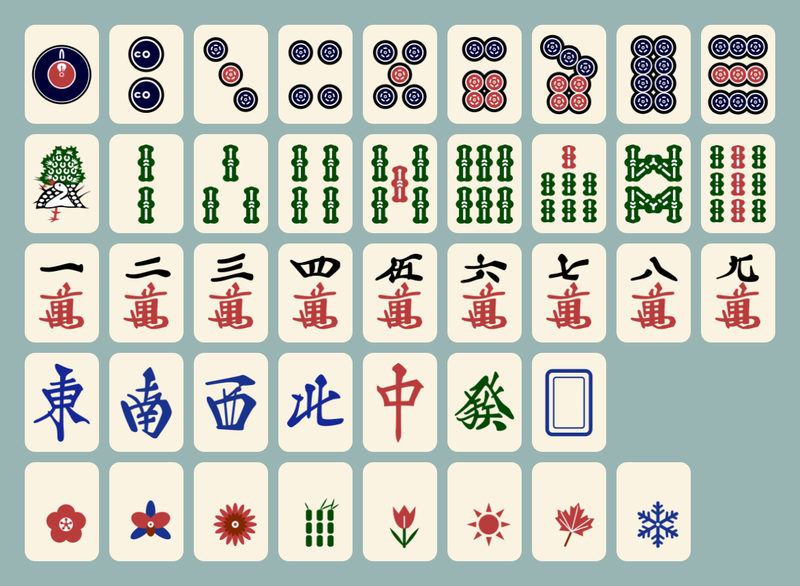 一 二 三 四 伍 六 七 八 九
萬 萬 萬 萬 萬 萬 萬 萬 萬
東 南 西 北 中 發